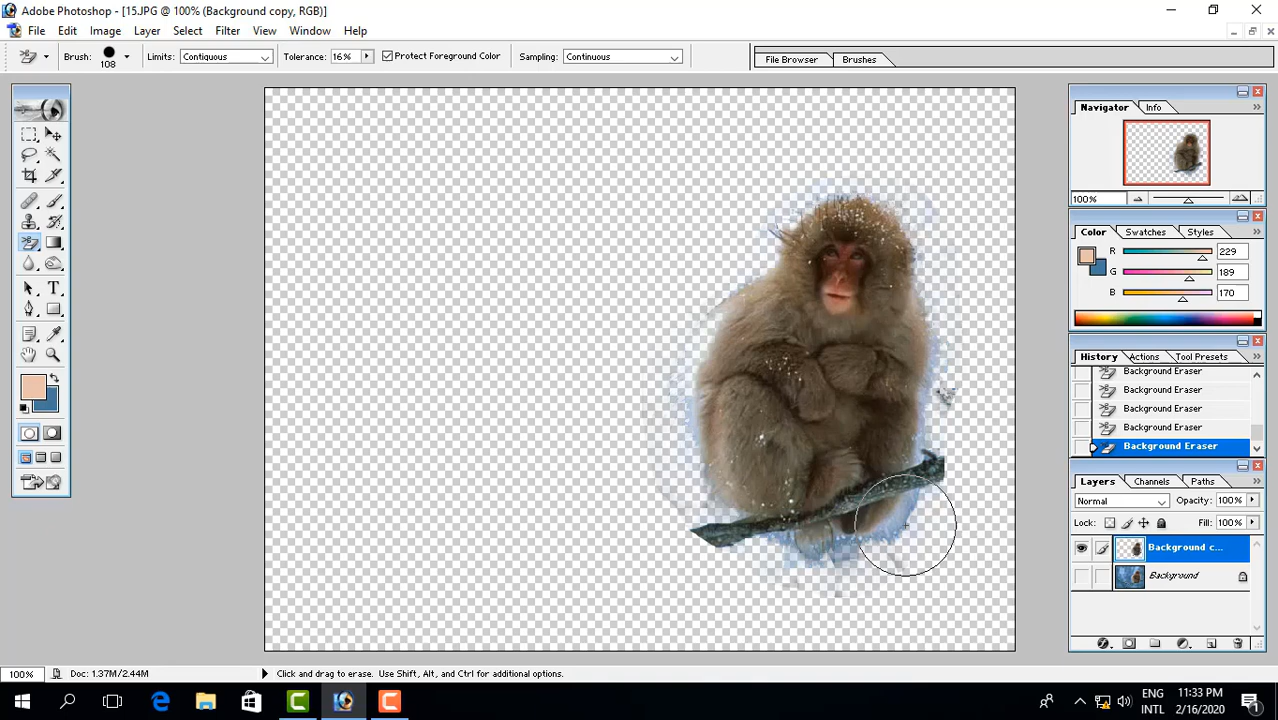 Adobe Photoshop - [15.JPG @ 100% (Background copy, RGB)]
File Edit Image Layer Select Filter View Window Help
Brush: 108 Limits: Contiguous Tolerance: 16% Protect Foreground Color Sampling: Continuous File Browser Brushes
Navigator Info
100%
Color Swatches Styles
R 229
G 189
B 170
History Actions Tool Presets
Background Eraser
Background Eraser
Background Eraser
Background Eraser
Background Eraser
Layers Channels Paths
Normal Opacity: 100%
Lock: Fill: 100%
Background c...
Background
100% Doc: 1.37M/2.44M Click and drag to erase. Use Shift, Alt, and Ctrl for additional options.
ENG 11:33 PM
INTL 2/16/2020